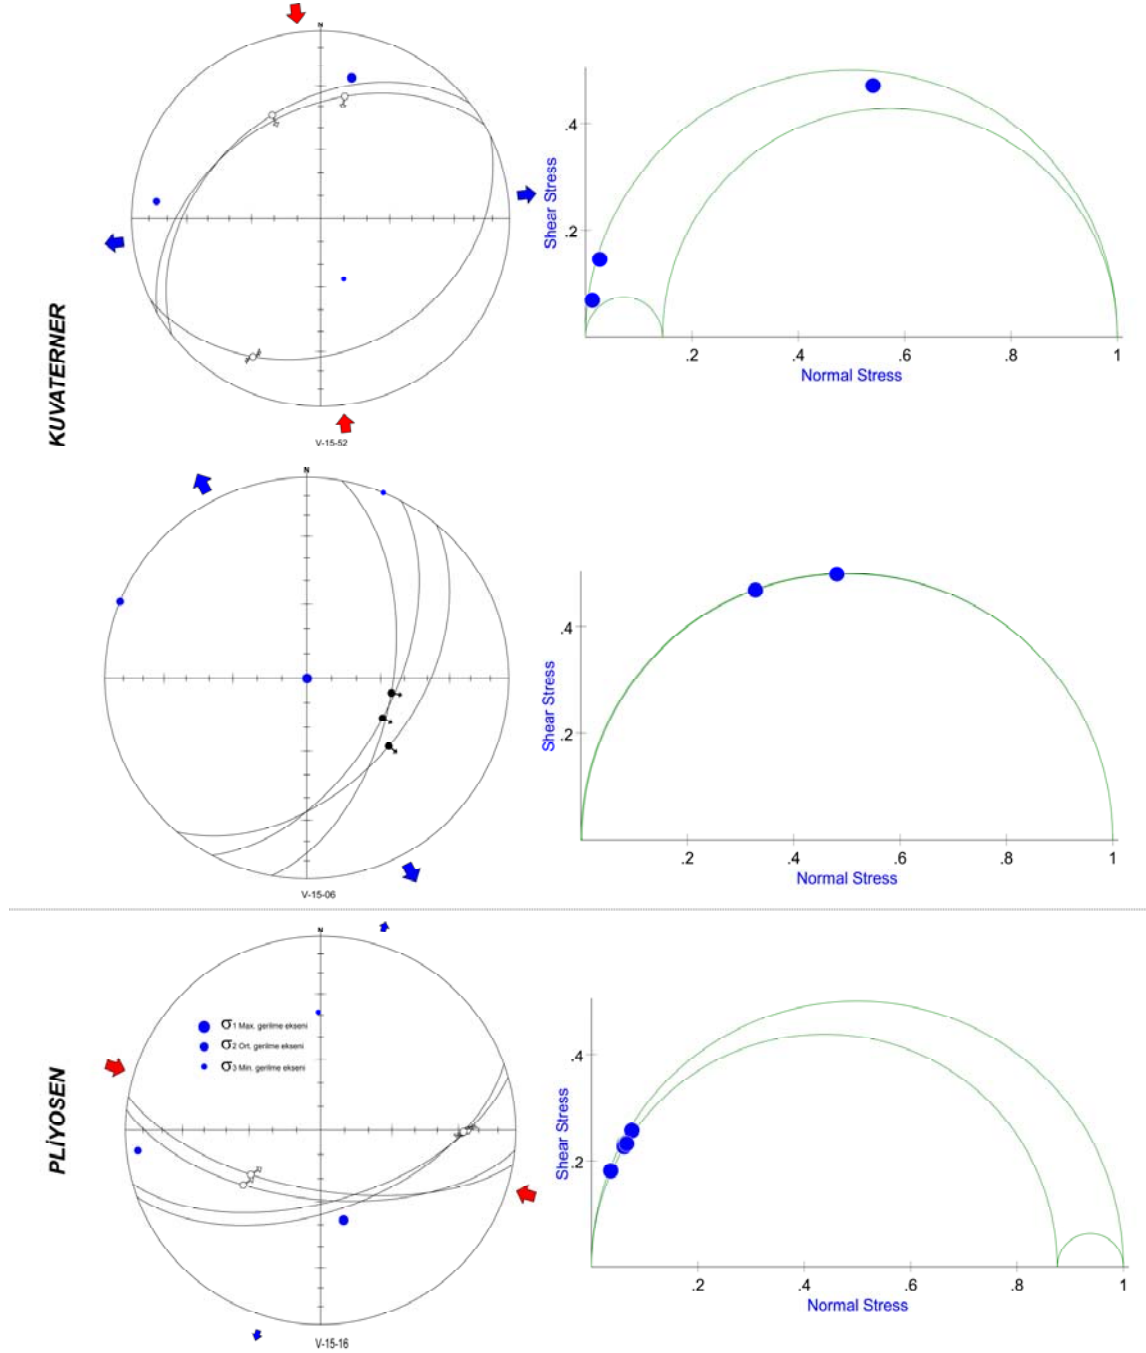 KUVATERNER
N
V-15-52
Shear Stress
.4
.2
.2
.4
.6
.8
1
Normal Stress
N
V-15-06
Shear Stress
.4
.2
.2
.4
.6
.8
1
Normal Stress
PLİYOSEN
N
σ1 Max. gerilme ekseni
σ2 Ort. gerilme ekseni
σ3 Min. gerilme ekseni
V-15-16
Shear Stress
.4
.2
.2
.4
.6
.8
1
Normal Stress